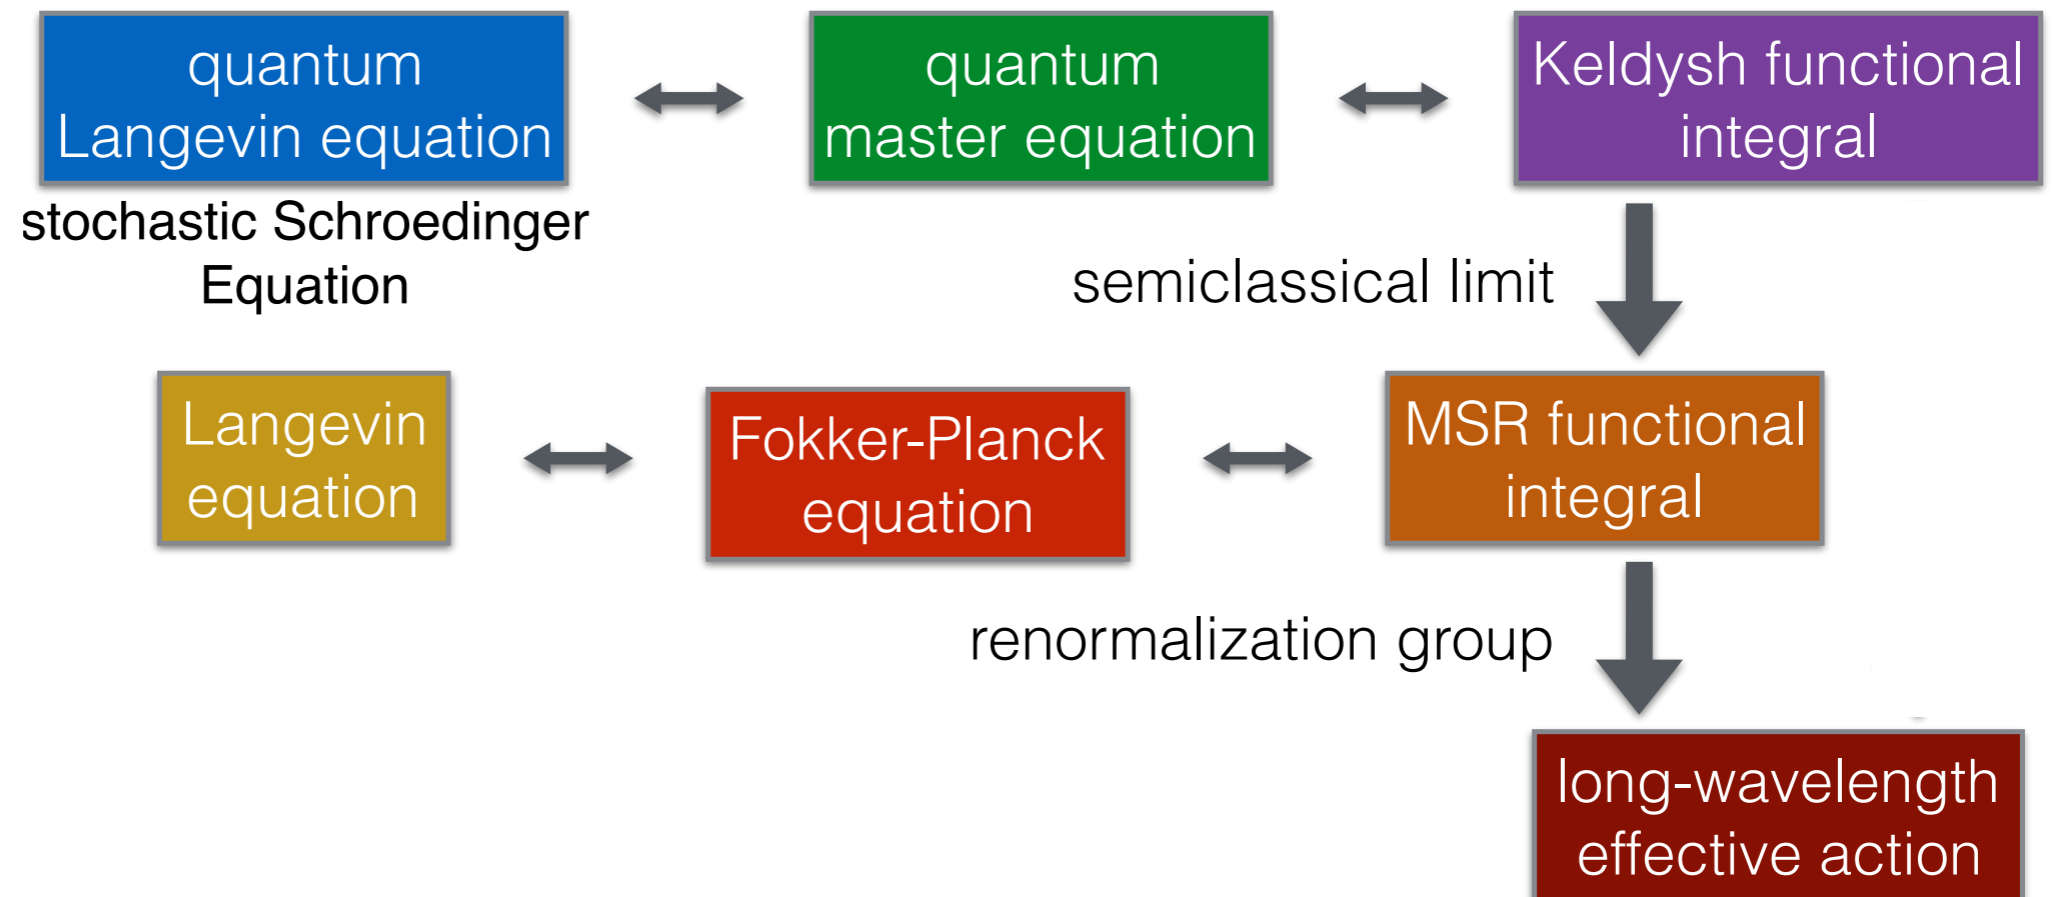 quantum
Langevin equation
quantum
master equation
Keldysh functional
integral
stochastic Schroedinger
Equation
semiclassical limit
Langevin
equation
Fokker-Planck
equation
MSR functional
integral
renormalization group
long-wavelength
effective action